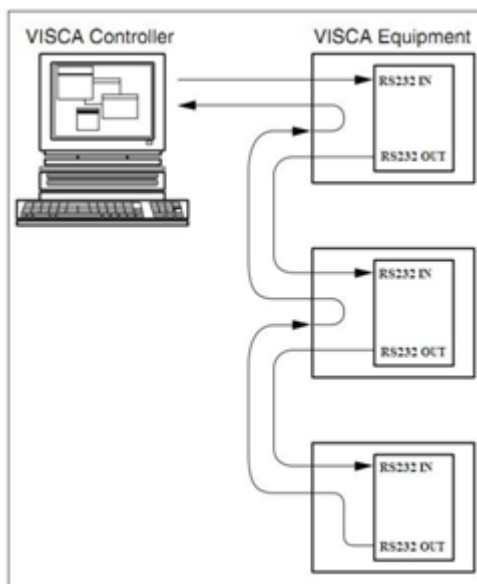 VISCA Controller
VISCA Equipment
RS232 IN
RS232 OUT
RS232 IN
RS232 OUT
RS232 IN
RS232 OUT